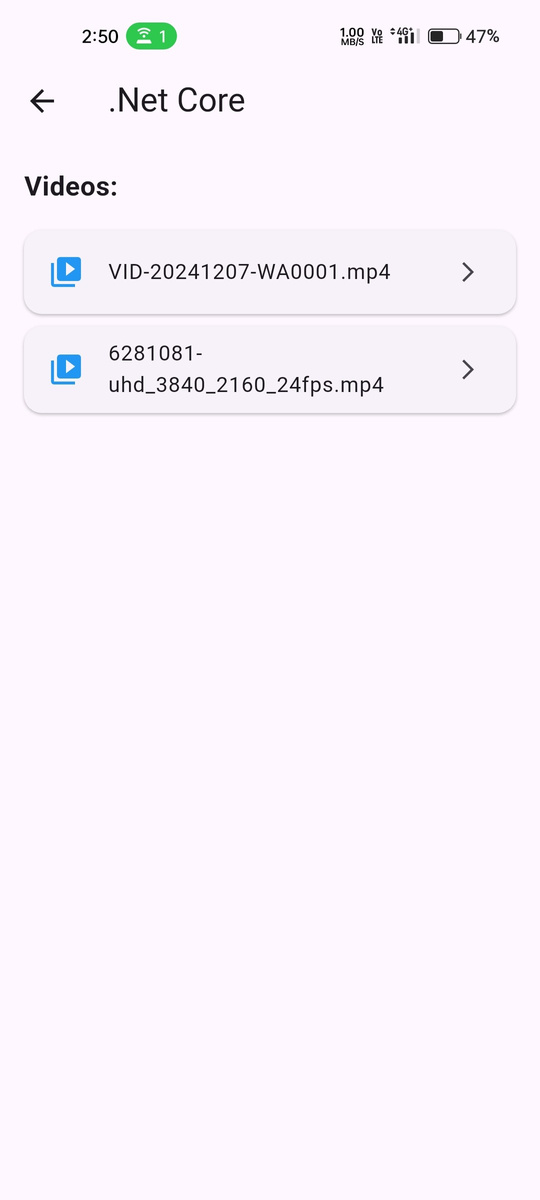 2:50 1 1.00 MB/S Vo LTE 4G+ 47%
.Net Core
Videos:
VID-20241207-WA0001.mp4
6281081-
uhd_3840_2160_24fps.mp4